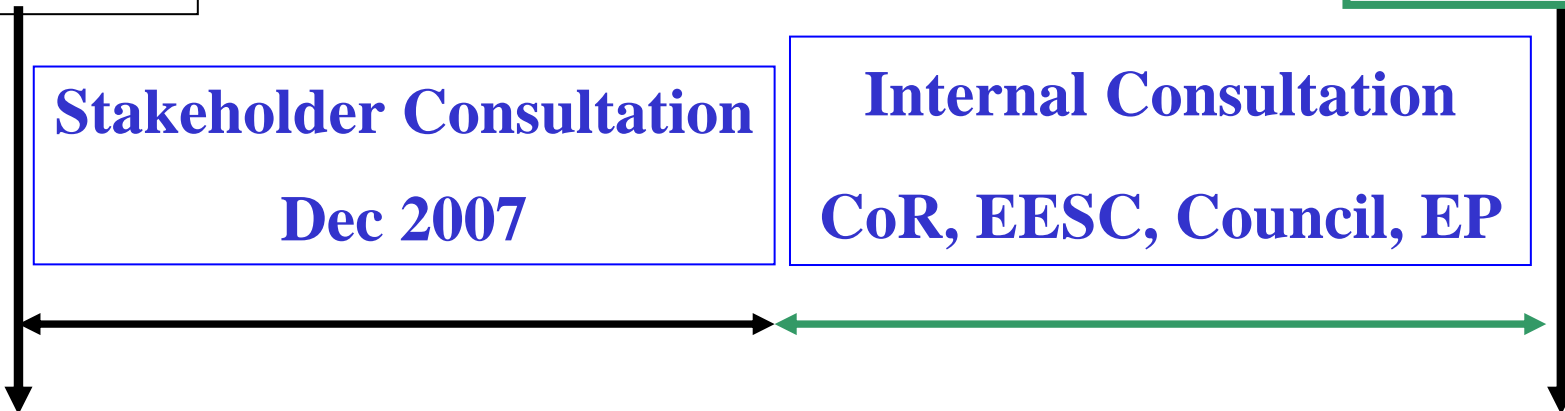 Stakeholder Consultation
Dec 2007
Internal Consultation
CoR, EESC, Council, EP